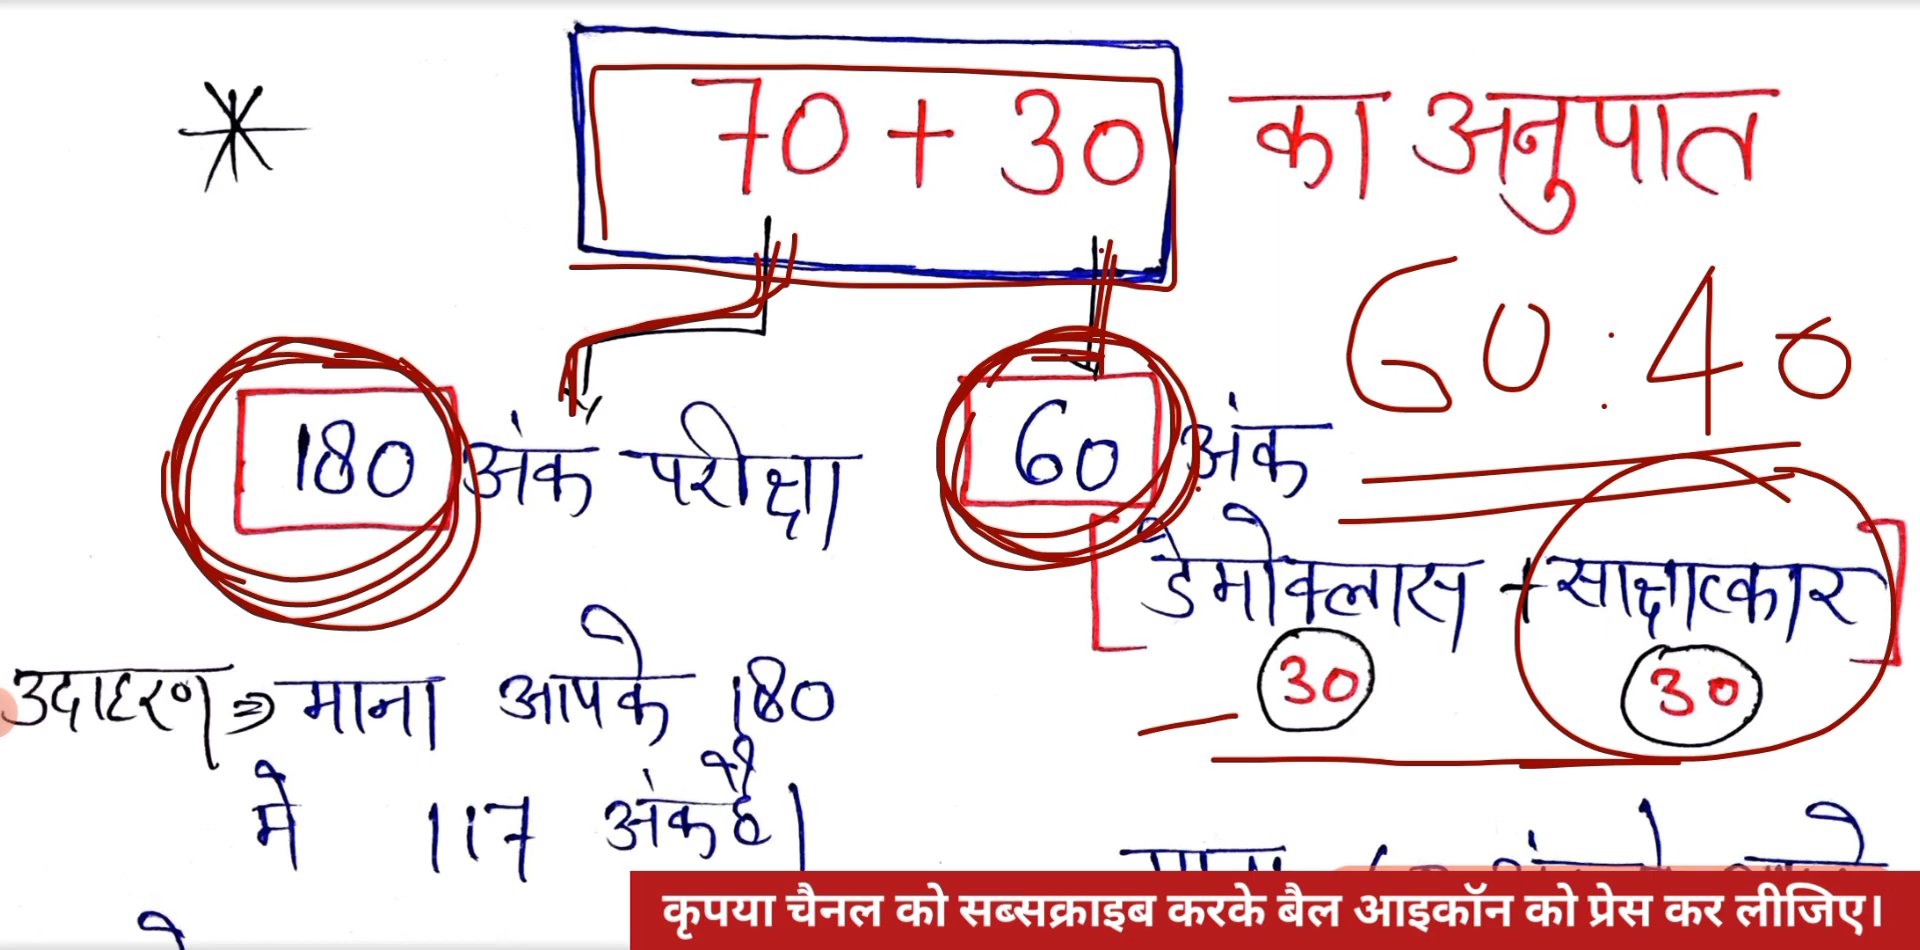 70 + 30 का अनुपात
60 : 40
180 अंक परीक्षा
60 अंक
[डेमोक्लास + साक्षात्कार]
30 30
उदाहरण ⇒ माना आपके 180
मे 117 अंक है।
कृपया चैनल को सब्सक्राइब करके बैल आइकॉन को प्रेस कर लीजिए।